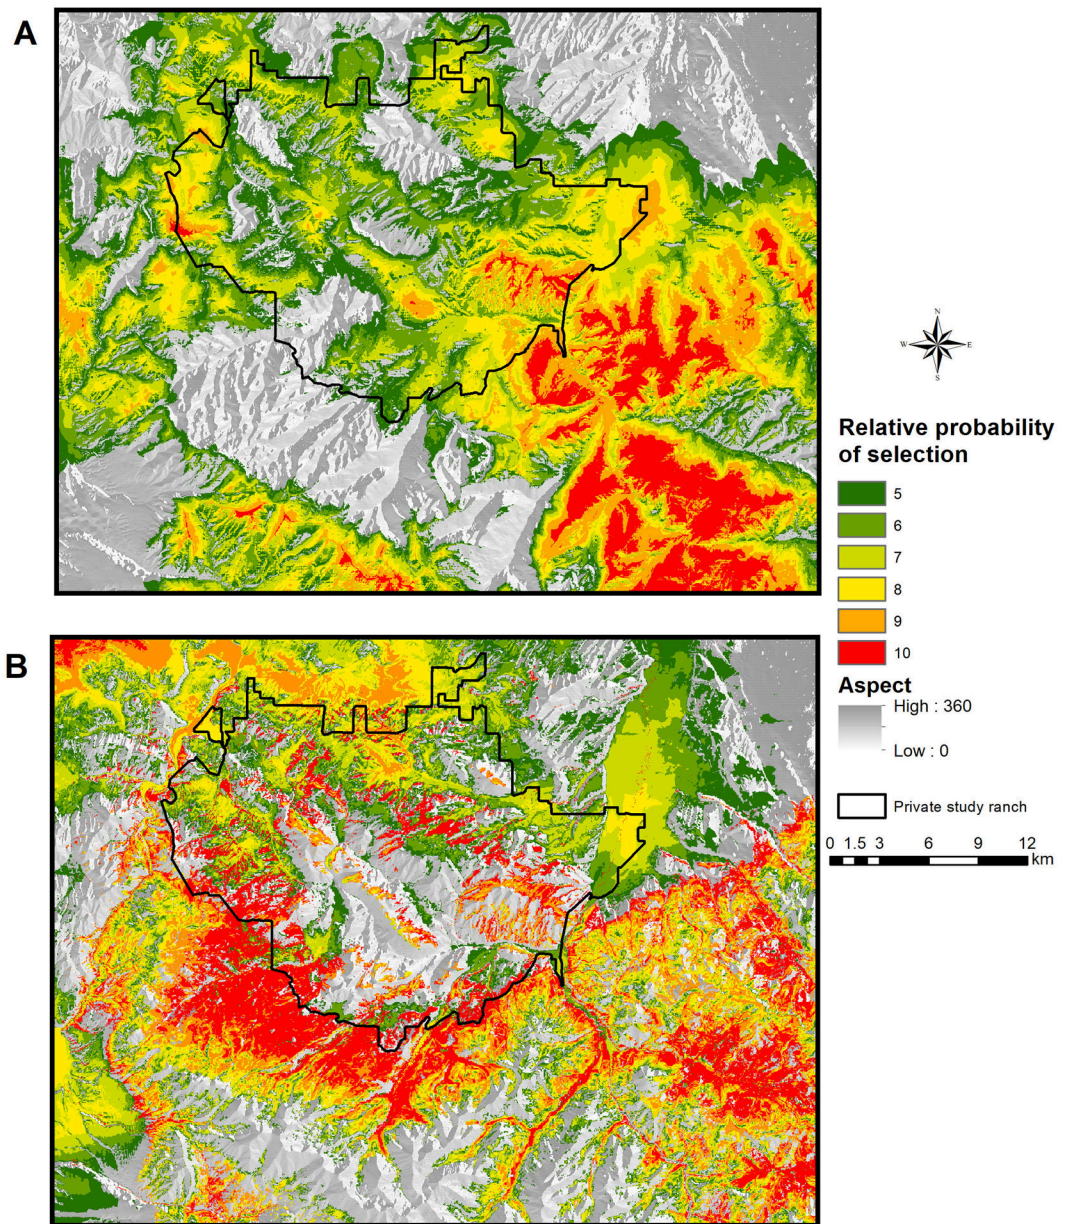 A
N
W
E
S
Relative probability
of selection
5
6
7
8
9
10
Aspect
High : 360
Low : 0
B
Private study ranch
0 1.5 3 6 9 12
km